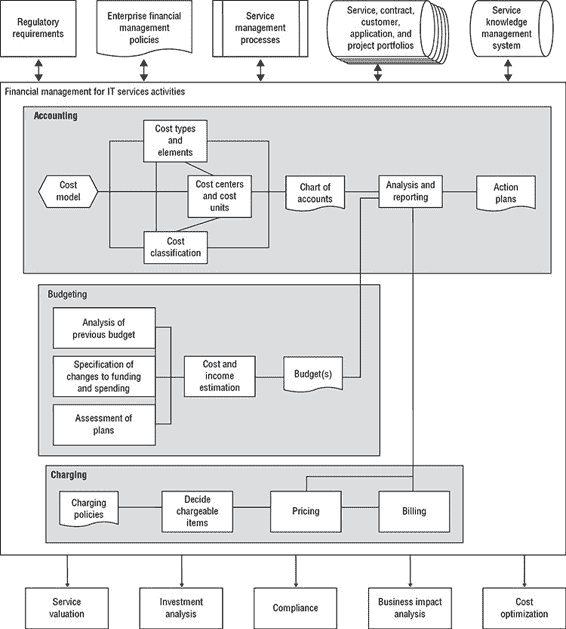 Regulatory
requirements
Enterprise financial
management
policies
Service
management
processes
Service, contract,
customer,
application, and
project portfolios
Service
knowledge
management
system
Financial management for IT services activities
Accounting
Cost types
and
elements
Cost
model
Cost centers
and cost
units
Cost
classification
Chart of
accounts
Analysis and
reporting
Action
plans
Budgeting
Analysis of
previous budget
Specification of
changes to funding
and spending
Assessment of
plans
Cost and
income
estimation
Budget(s)
Charging
Charging
policies
Decide
chargeable
items
Pricing
Billing
Service
valuation
Investment
analysis
Compliance
Business impact
analysis
Cost
optimization